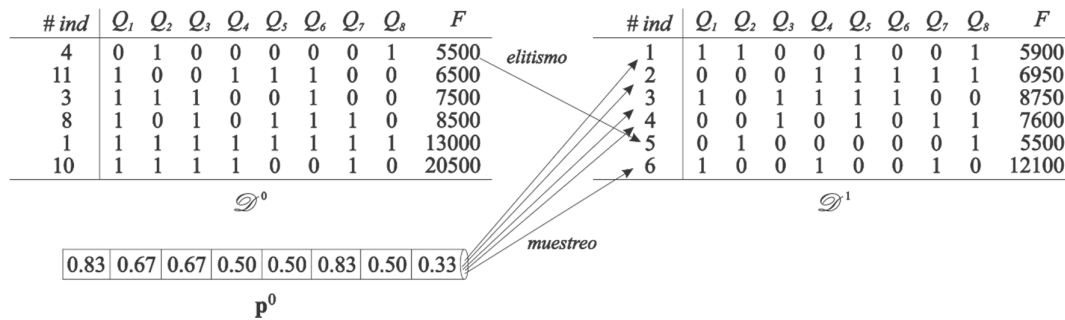 # ind Q1 Q2 Q3 Q4 Q5 Q6 Q7 Q8 F
4 0 1 0 0 0 0 0 1 5500
11 1 0 0 1 1 1 0 0 6500
3 1 1 1 0 0 1 0 0 7500
8 1 0 1 0 1 1 1 0 8500
1 1 1 1 1 1 1 1 1 13000
10 1 1 1 1 0 0 1 0 20500
𝒟⁰
elitismo
# ind Q1 Q2 Q3 Q4 Q5 Q6 Q7 Q8 F
1 1 1 0 0 1 0 0 1 5900
2 0 0 0 1 1 1 1 1 6950
3 1 0 1 1 1 1 0 0 8750
4 0 0 1 0 1 0 1 1 7600
5 0 1 0 0 0 0 0 1 5500
6 1 0 0 1 0 0 1 0 12100
𝒟¹
muestreo
0.83 0.67 0.67 0.50 0.50 0.83 0.50 0.33
p⁰